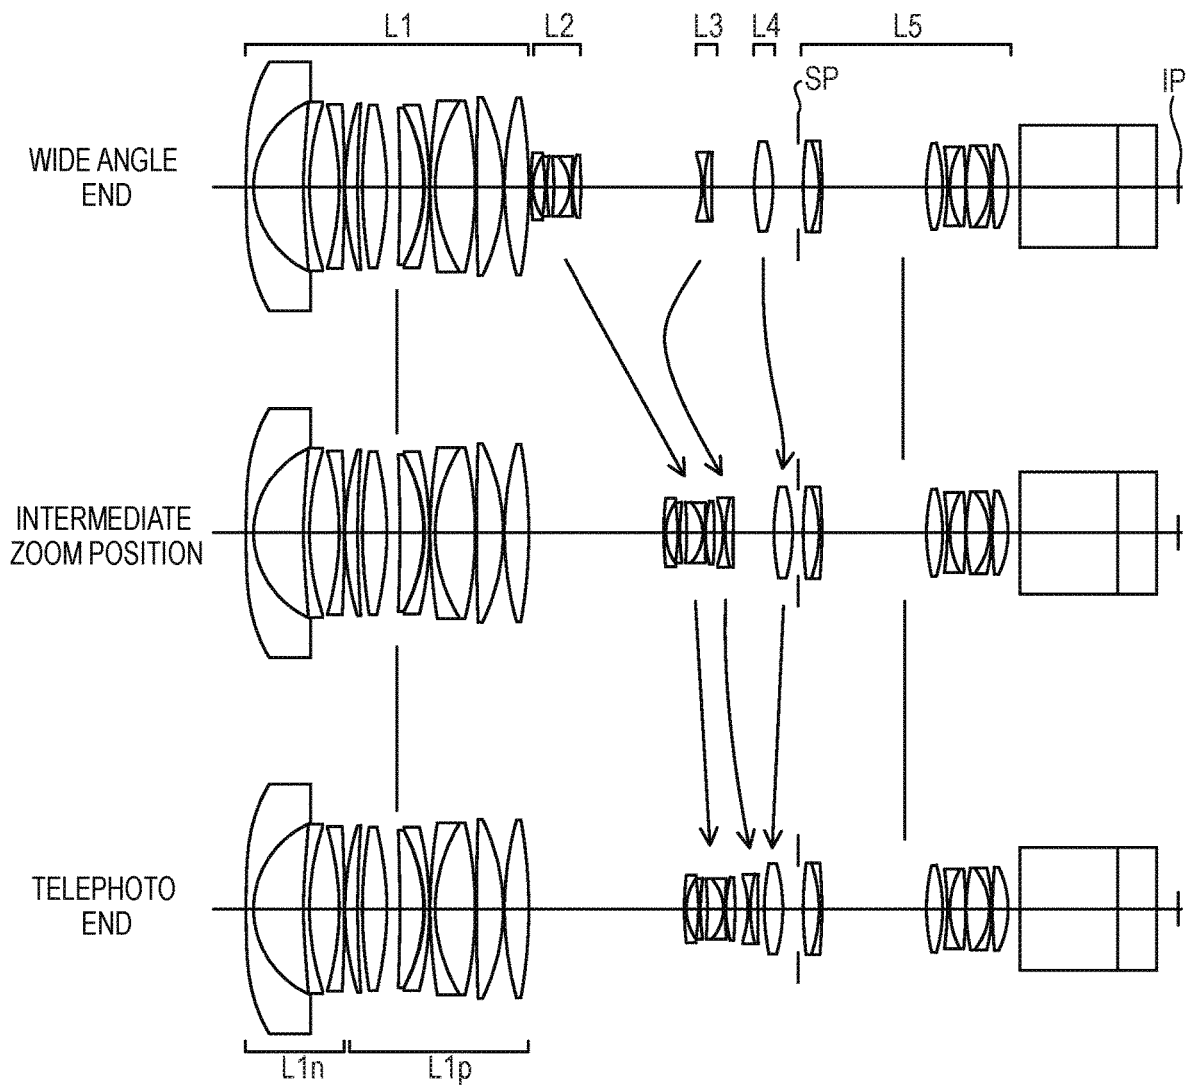 L1 L2 L3 L4 L5
SP
IP
WIDE ANGLE
END
INTERMEDIATE
ZOOM POSITION
TELEPHOTO
END
L1n L1p